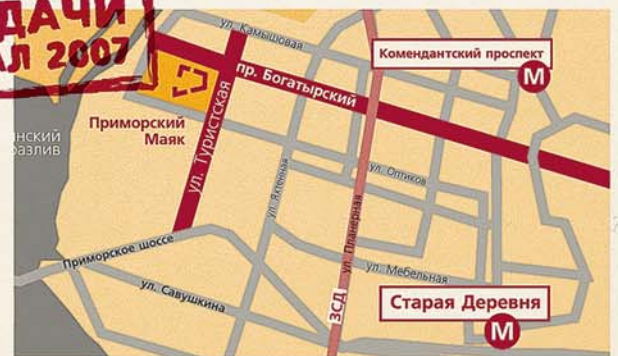 ДАЧИ
2007
ул. Камышовая
Комендантский проспект
М
пр. Богатырский
Приморский
Маяк
ул. Туристская
разлив
ул. Яхтенная
ул. Оптиков
ул. Планерная
Приморское шоссе
ул. Мебельная
ул. Савушкина
ЗСД
Старая Деревня
М